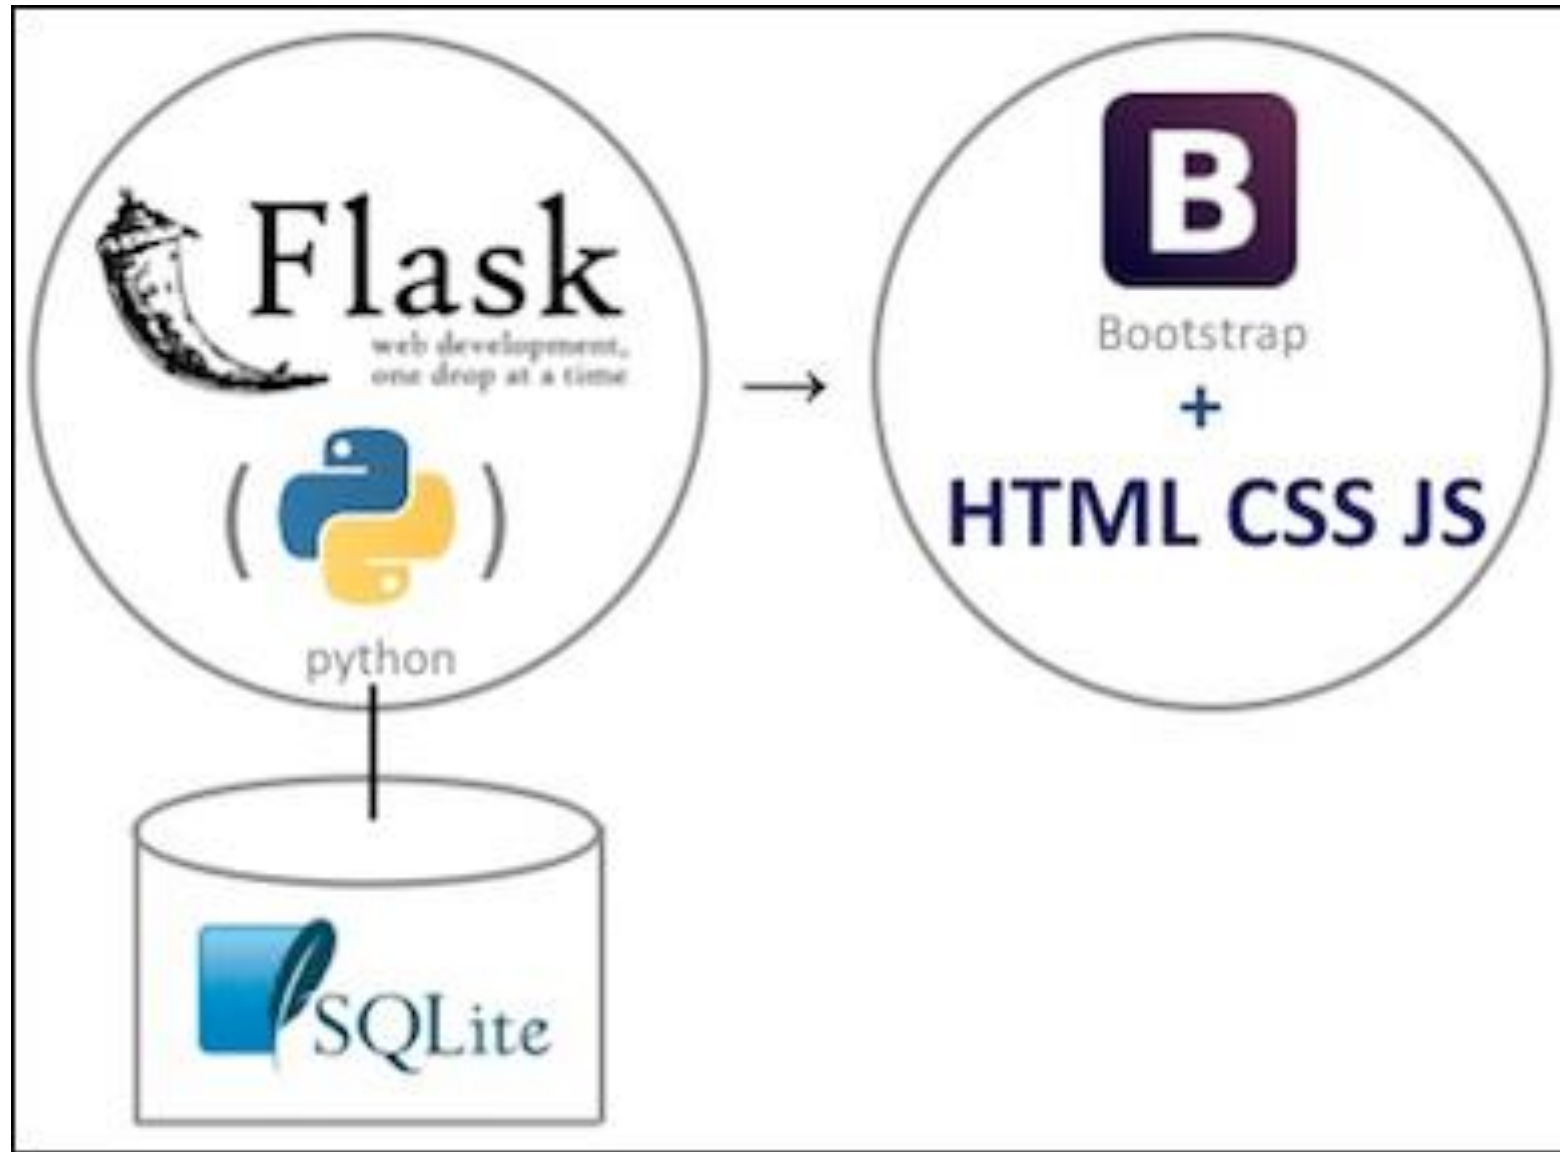 Flask
web development,
one drop at a time
( )
python
SQLite
B
Bootstrap
+
HTML CSS JS